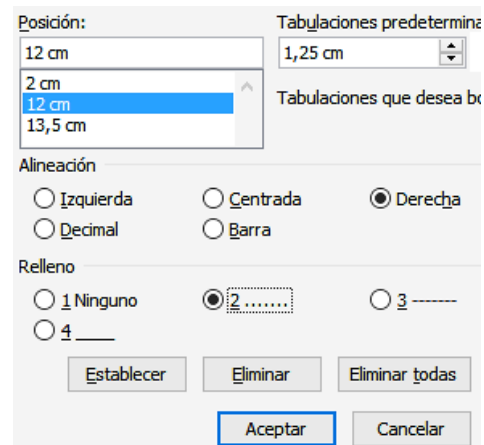 Posición: Tabulaciones predetermina
12 cm 1,25 cm
2 cm
12 cm Tabulaciones que desea bo
13,5 cm
Alineación
Izquierda Centrada Derecha
Decimal Barra
Relleno
1 Ninguno 2 ....... 3 -------
4 ____
Establecer Eliminar Eliminar todas
Aceptar Cancelar